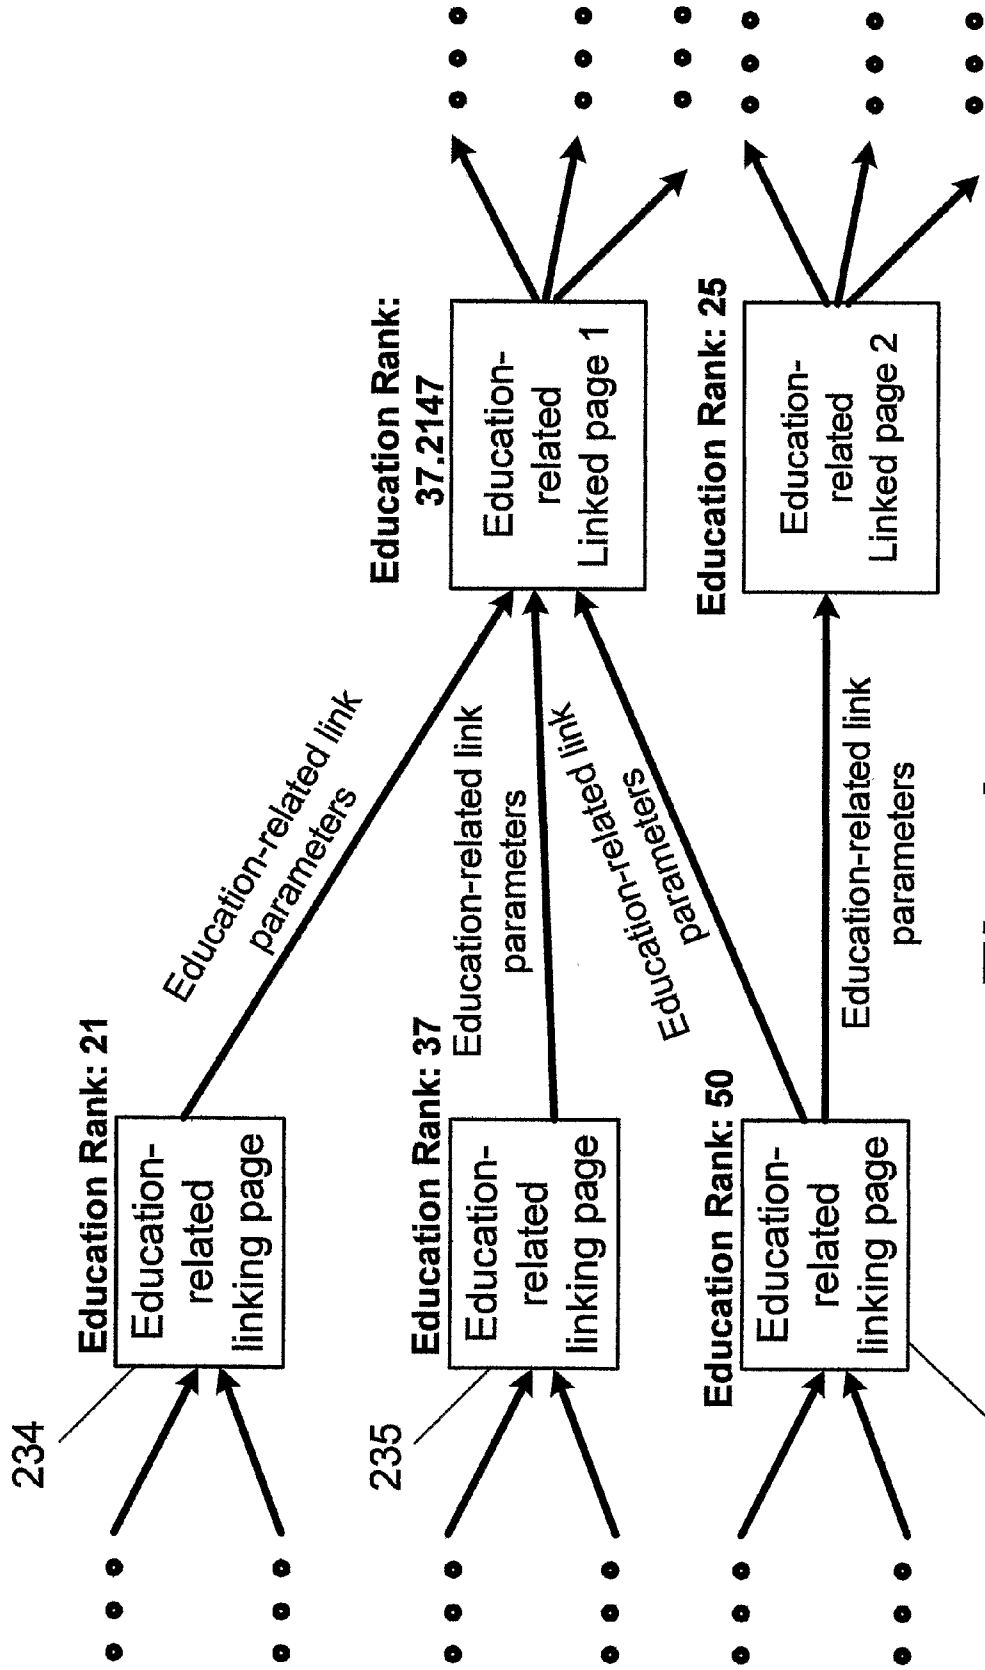 234
Education Rank: 21
Education-
related
linking page
Education-related link
parameters
Education Rank:
37.2147
Education-
related
Linked page 1
235
Education Rank: 37
Education-
related
linking page
Education-related link
parameters
Education-related link
parameters
Education Rank: 50
Education-
related
linking page
Education-related link
parameters
Education Rank: 25
Education-
related
Linked page 2